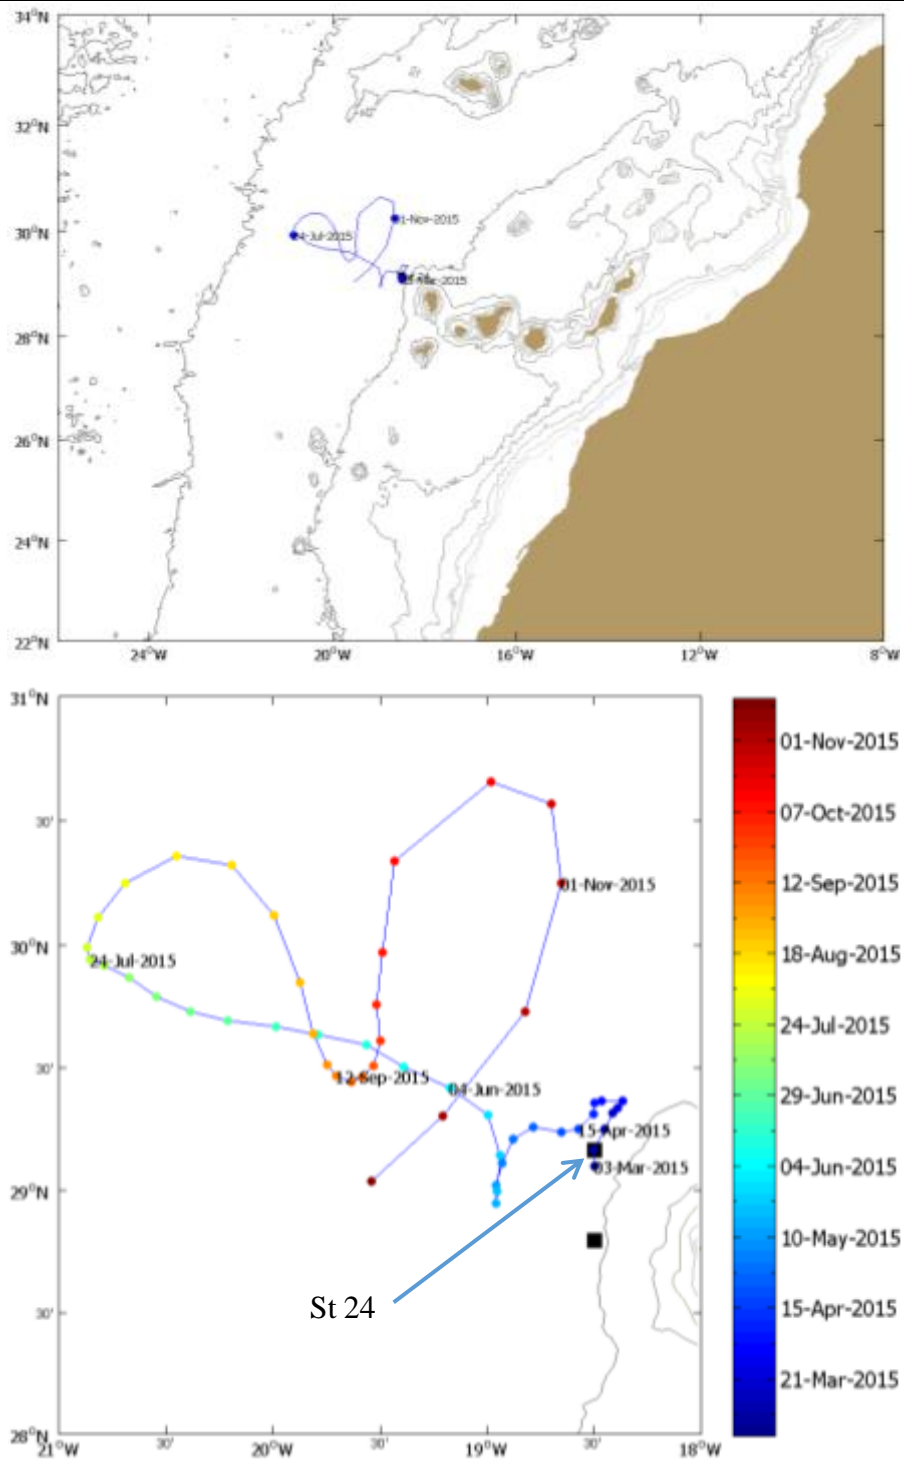 34°N
32°N
30°N
28°N
26°N
24°N
22°N
1-Nov-2015
4-Jul-2015
24°W
20°W
16°W
12°W
8°W
31°N
30'
30°N
30'
29°N
30'
28°N
01-Nov-2015
24-Jul-2015
12-Sep-2015
04-Jun-2015
15-Apr-2015
03-Mar-2015
St 24
21°W
30'
20°W
30'
19°W
30'
18°W
01-Nov-2015
07-Oct-2015
12-Sep-2015
18-Aug-2015
24-Jul-2015
29-Jun-2015
04-Jun-2015
10-May-2015
15-Apr-2015
21-Mar-2015